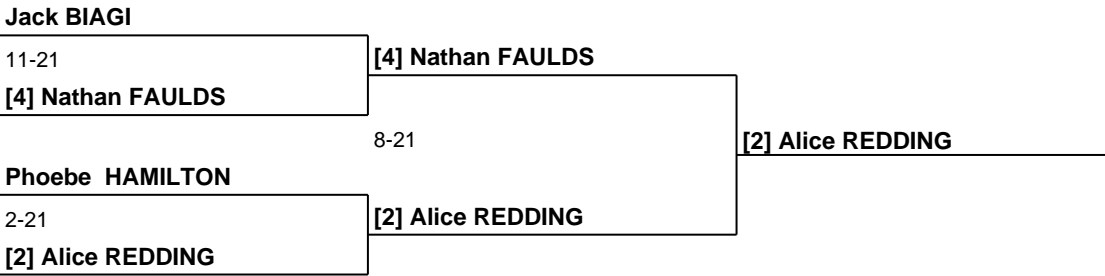 Jack BIAGI
11-21
[4] Nathan FAULDS
[4] Nathan FAULDS
8-21
[2] Alice REDDING
Phoebe  HAMILTON
2-21
[2] Alice REDDING
[2] Alice REDDING